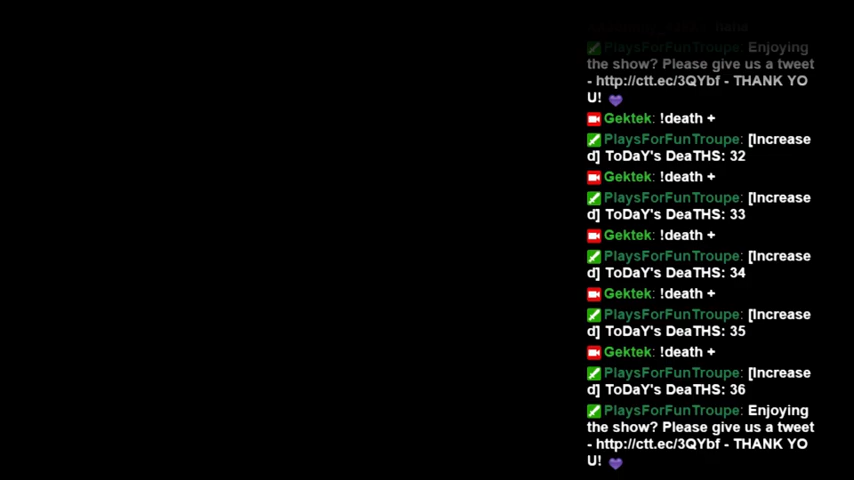 PlaysForFunTroupe: Enjoying
the show? Please give us a tweet
- http://ctt.ec/3QYbf - THANK YO
U! 💜
Gektek: !death +
PlaysForFunTroupe: [Increase
d] ToDaY's DeaTHS: 32
Gektek: !death +
PlaysForFunTroupe: [Increase
d] ToDaY's DeaTHS: 33
Gektek: !death +
PlaysForFunTroupe: [Increase
d] ToDaY's DeaTHS: 34
Gektek: !death +
PlaysForFunTroupe: [Increase
d] ToDaY's DeaTHS: 35
Gektek: !death +
PlaysForFunTroupe: [Increase
d] ToDaY's DeaTHS: 36
PlaysForFunTroupe: Enjoying
the show? Please give us a tweet
- http://ctt.ec/3QYbf - THANK YO
U! 💜